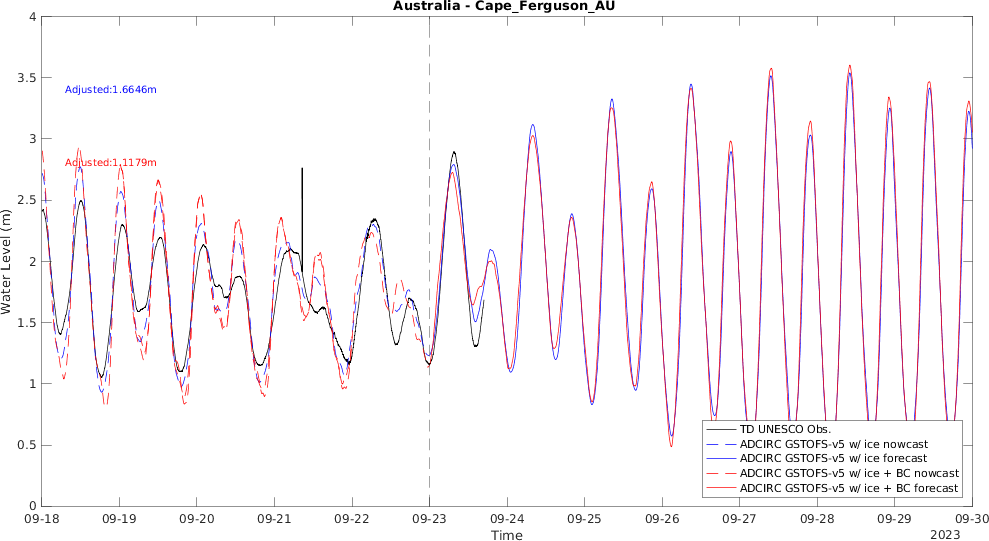 Australia - Cape_Ferguson_AU
4
3.5
3
2.5
2
1.5
1
0.5
0
Water Level (m)
Adjusted:1.6646m
Adjusted:1.1179m
TD UNESCO Obs.
ADCIRC GSTOFS-v5 w/ ice nowcast
ADCIRC GSTOFS-v5 w/ ice forecast
ADCIRC GSTOFS-v5 w/ ice + BC nowcast
ADCIRC GSTOFS-v5 w/ ice + BC forecast
09-18 09-19 09-20 09-21 09-22 09-23 09-24 09-25 09-26 09-27 09-28 09-29 09-30
Time
2023